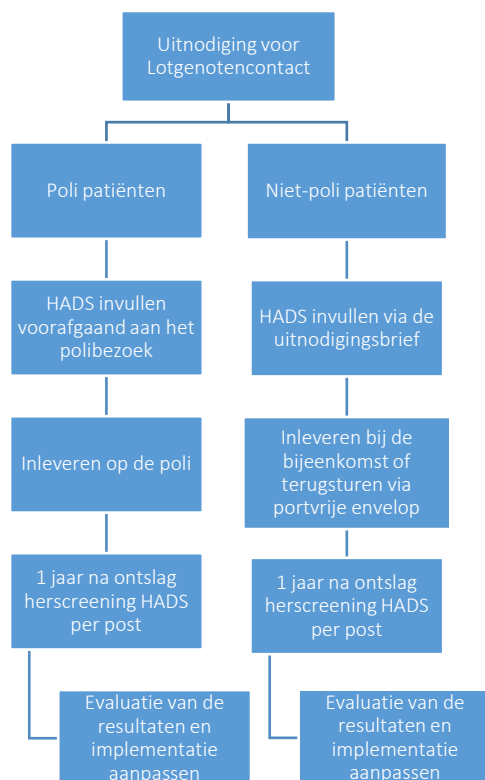 Uitnodiging voor
Lotgenotencontact
Poli patiënten
Niet-poli patiënten
HADS invullen
voorafgaand aan het
polibezoek
HADS invullen via de
uitnodigingsbrief
Inleveren op de poli
Inleveren bij de
bijeenkomst of
terugsturen via
portvrije envelop
1 jaar na ontslag
herscreening HADS
per post
1 jaar na ontslag
herscreening HADS
per post
Evaluatie van de
resultaten en
implementatie
aanpassen
Evaluatie van de
resultaten en
implementatie
aanpassen